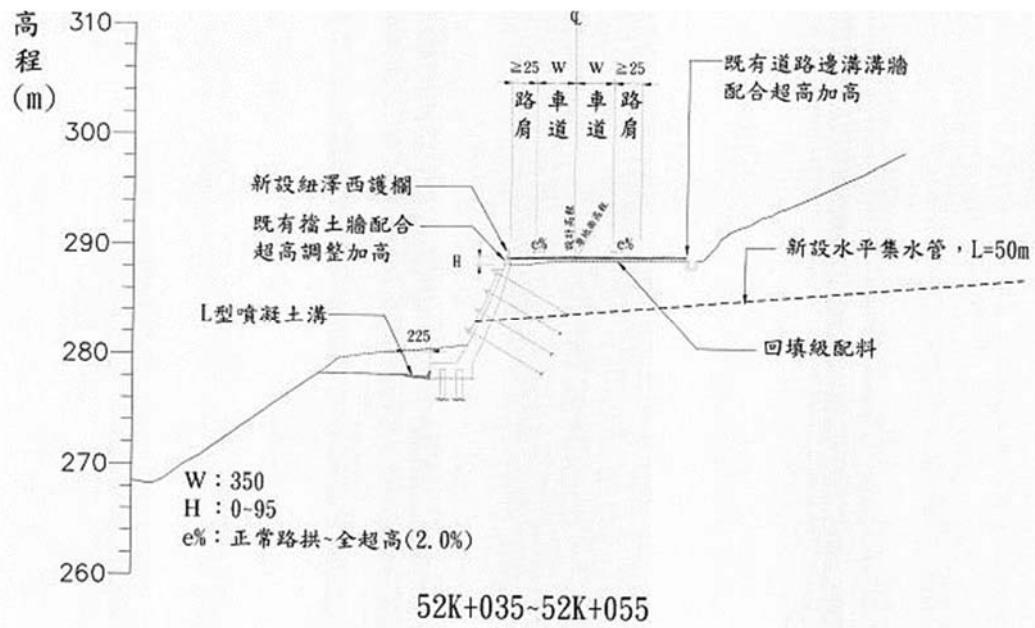 高
程
(m)
310
300
290
280
270
260
℄
≧25 W W ≧25
路肩 車道 車道 路肩
既有道路邊溝溝牆
配合超高加高
新設紐澤西護欄
既有擋土牆配合
超高調整加高
H
e%
設計高程
e%
新設水平集水管，L=50m
L型噴凝土溝
225
回填級配料
W：350
H：0~95
e%：正常路拱~全超高(2.0%)
52K+035~52K+055